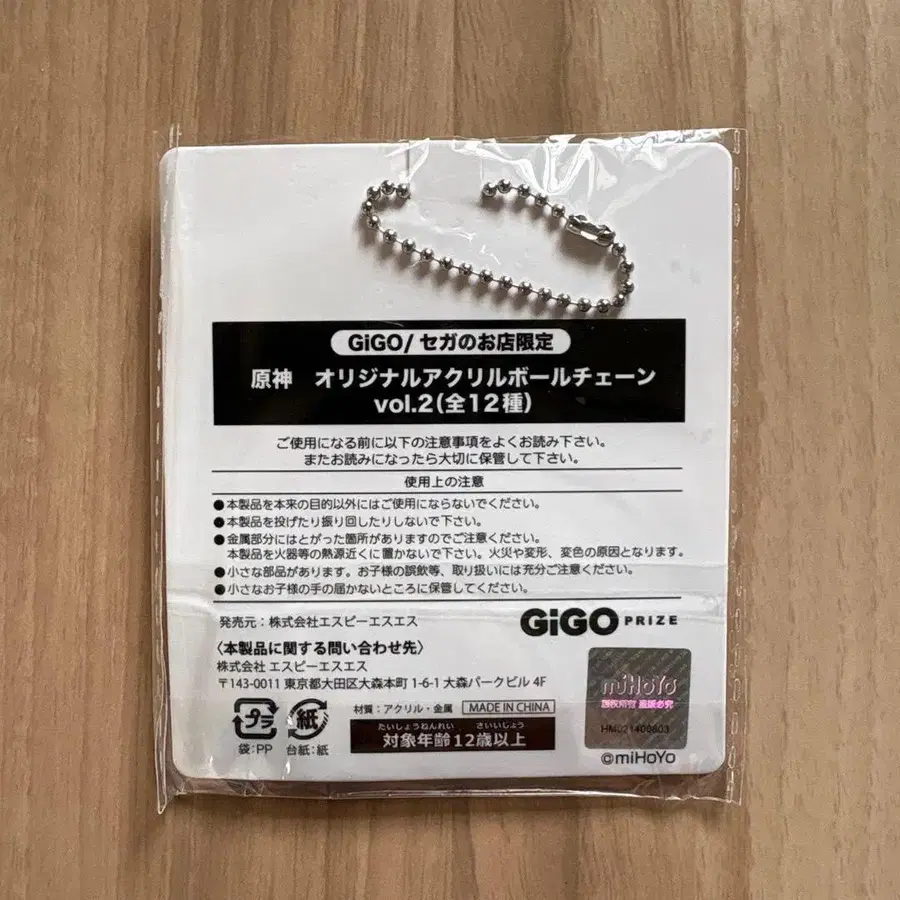 GiGO/セガのお店限定
原神　オリジナルアクリルボールチェーン
vol.2(全12種)
ご使用になる前に以下の注意事項をよくお読み下さい。
またお読みになったら大切に保管して下さい。
使用上の注意
●本製品を本来の目的以外にはご使用にならないでください。
●本製品を投げたり振り回したりしないで下さい。
●金属部分にはとがった箇所がありますのでご注意ください。
本製品を火器等の熱源近くに置かないで下さい。火災や変形、変色の原因となります。
●小さな部品があります。お子様の誤飲等、取り扱いには充分ご注意ください。
●小さなお子様の手の届かないところに保管してください。
発売元：株式会社エスピーエスエス
GiGO PRIZE
〈本製品に関する問い合わせ先〉
株式会社 エスピーエスエス
〒143-0011 東京都大田区大森本町 1-6-1 大森パークビル 4F
プラ
袋:PP
紙
台紙:紙
材質：アクリル・金属
MADE IN CHINA
たいしょうねんれい　さいいじょう
対象年齢12歳以上
miHoYo
版权所有 盗版必究
HM021400603
©miHoYo